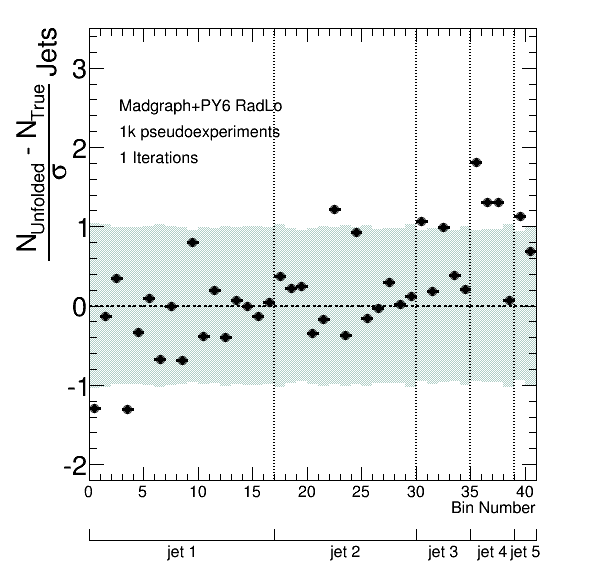 N_Unfolded - N_True Jets
σ
3
2
1
0
-1
-2
Madgraph+PY6 RadLo
1k pseudoexperiments
1 Iterations
0 5 10 15 20 25 30 35 40
Bin Number
jet 1 jet 2 jet 3 jet 4 jet 5